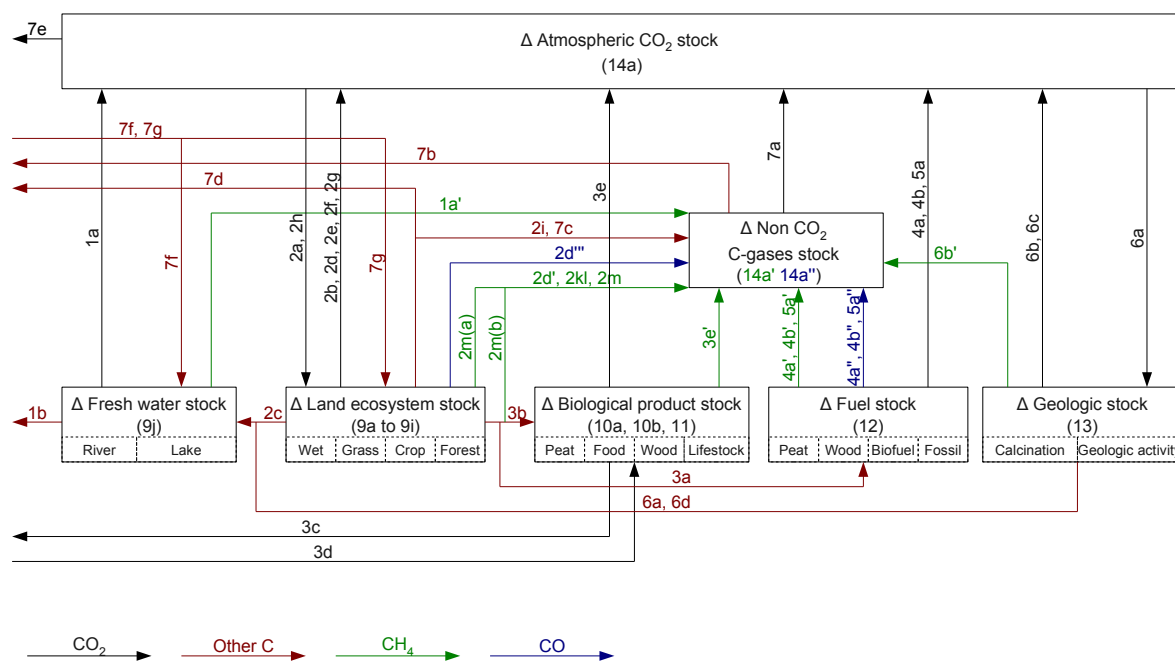 7e
Δ Atmospheric CO2 stock
(14a)
7f, 7g
7b
7d
1a
7f
2a, 2h
2b, 2d, 2e, 2f, 2g
7g
3e
7a
4a, 4b, 5a
6b, 6c
6a
1a'
2i, 7c
2d'''
2d', 2kl, 2m
2m(a)
2m(b)
Δ Non CO2
C-gases stock
(14a' 14a'')
6b'
3e'
4a', 4b', 5a'
4a'', 4b'', 5a''
1b
Δ Fresh water stock
(9j)
River Lake
2c
Δ Land ecosystem stock
(9a to 9i)
Wet Grass Crop Forest
3b
Δ Biological product stock
(10a, 10b, 11)
Peat Food Wood Lifestock
Δ Fuel stock
(12)
Peat Wood Biofuel Fossil
Δ Geologic stock
(13)
Calcination Geologic activity
3a
6a, 6d
3c
3d
CO2 Other C CH4 CO